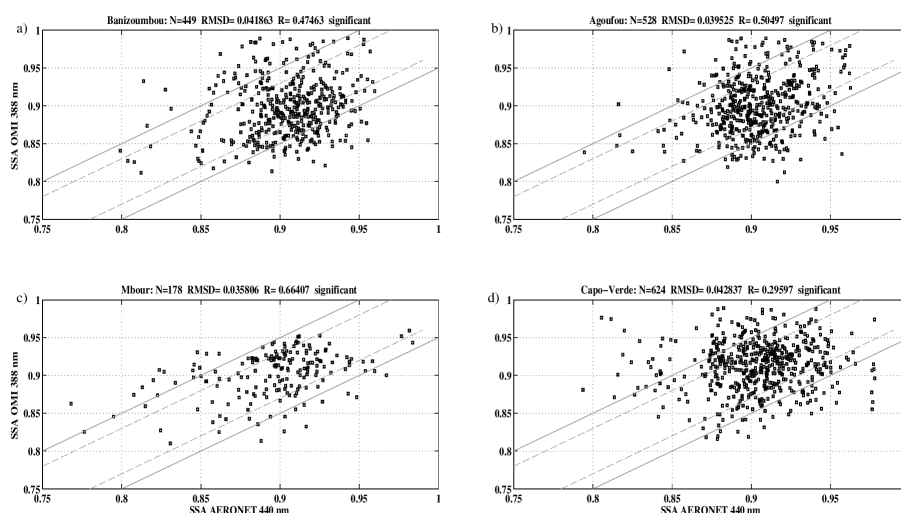 a) Banizoumbou: N=449 RMSD= 0.041863 R= 0.47463 significant
1
0.95
0.9
0.85
0.8
0.75
SSA OMI 388 nm
0.75 0.8 0.85 0.9 0.95 1
b) Agoufou: N=528 RMSD= 0.039525 R= 0.50497 significant
1
0.95
0.9
0.85
0.8
0.75
0.75 0.8 0.85 0.9 0.95
c) Mbour: N=178 RMSD= 0.035806 R= 0.66407 significant
1
0.95
0.9
0.85
0.8
0.75
SSA OMI 388 nm
0.75 0.8 0.85 0.9 0.95 1
SSA AERONET 440 nm
d) Capo-Verde: N=624 RMSD= 0.042837 R= 0.29597 significant
1
0.95
0.9
0.85
0.8
0.75
0.75 0.8 0.85 0.9 0.95
SSA AERONET 440 nm